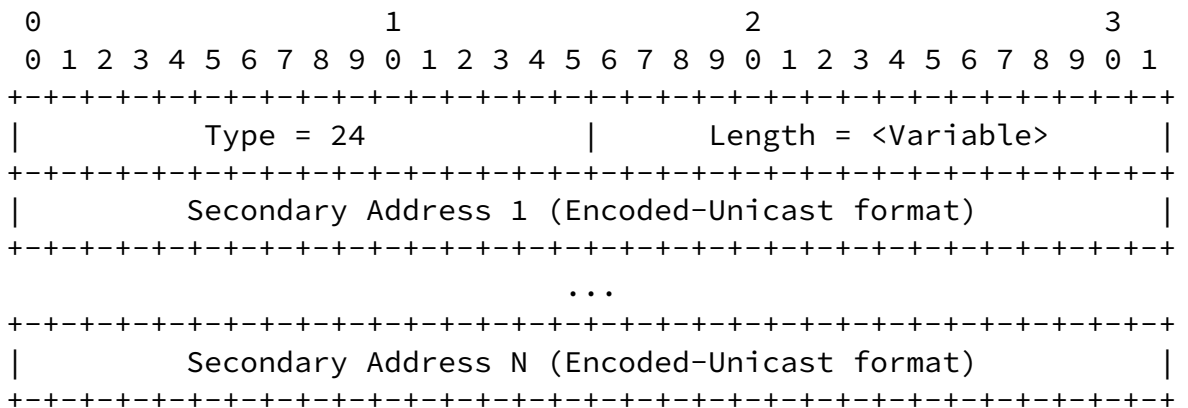 0                   1                   2                   3
 0 1 2 3 4 5 6 7 8 9 0 1 2 3 4 5 6 7 8 9 0 1 2 3 4 5 6 7 8 9 0 1
+-+-+-+-+-+-+-+-+-+-+-+-+-+-+-+-+-+-+-+-+-+-+-+-+-+-+-+-+-+-+-+-+
|          Type = 24            |      Length = <Variable>      |
+-+-+-+-+-+-+-+-+-+-+-+-+-+-+-+-+-+-+-+-+-+-+-+-+-+-+-+-+-+-+-+-+
|         Secondary Address 1 (Encoded-Unicast format)          |
+-+-+-+-+-+-+-+-+-+-+-+-+-+-+-+-+-+-+-+-+-+-+-+-+-+-+-+-+-+-+-+-+
                              ...
+-+-+-+-+-+-+-+-+-+-+-+-+-+-+-+-+-+-+-+-+-+-+-+-+-+-+-+-+-+-+-+-+
|         Secondary Address N (Encoded-Unicast format)          |
+-+-+-+-+-+-+-+-+-+-+-+-+-+-+-+-+-+-+-+-+-+-+-+-+-+-+-+-+-+-+-+-+